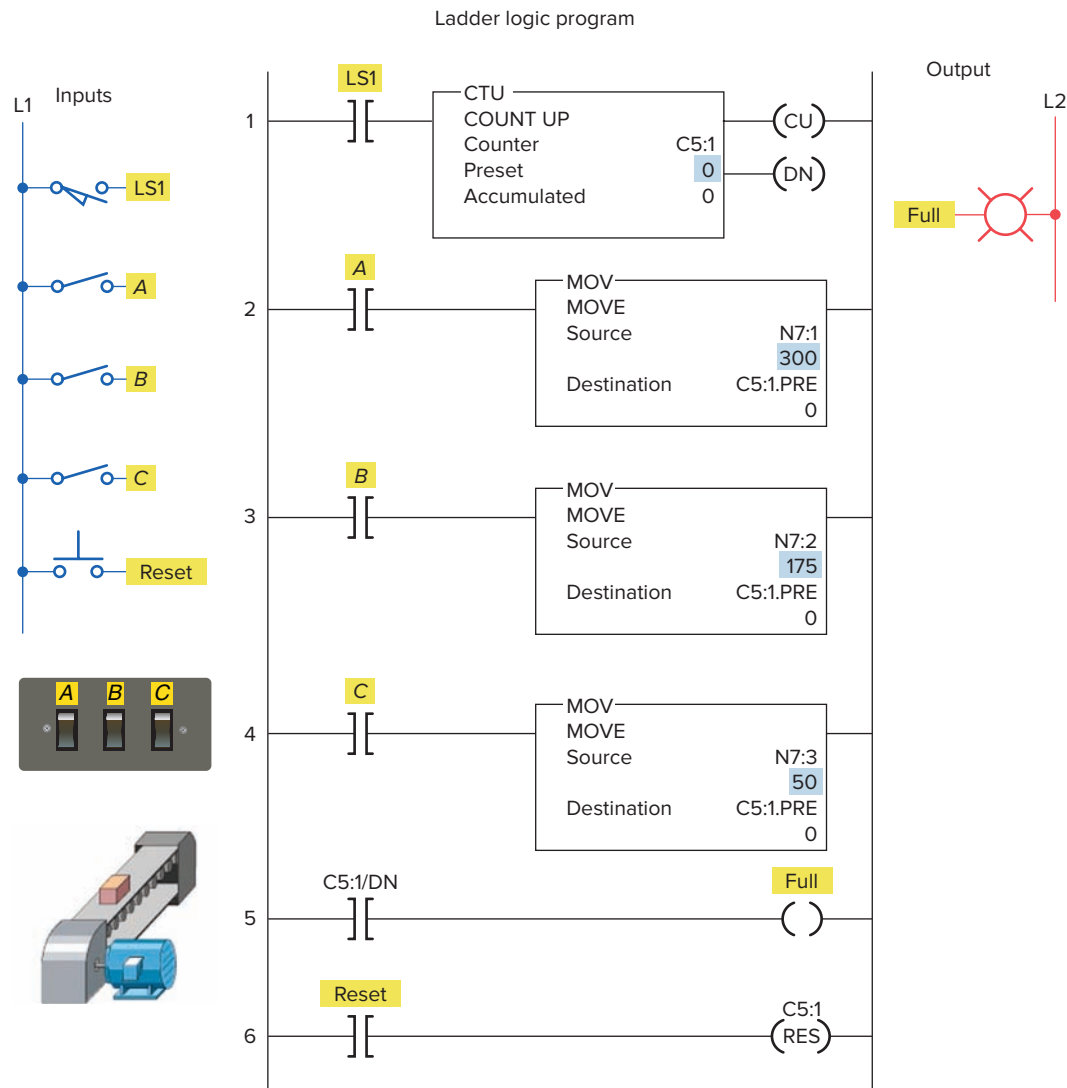 Ladder logic program
Inputs
L1
LS1
A
B
C
Reset
A B C
1
LS1
CTU
COUNT UP
Counter C5:1
Preset 0
Accumulated 0
CU
DN
2
A
MOV
MOVE
Source N7:1
300
Destination C5:1.PRE
0
3
B
MOV
MOVE
Source N7:2
175
Destination C5:1.PRE
0
4
C
MOV
MOVE
Source N7:3
50
Destination C5:1.PRE
0
5
C5:1/DN
Full
6
Reset
C5:1
RES
Output
L2
Full